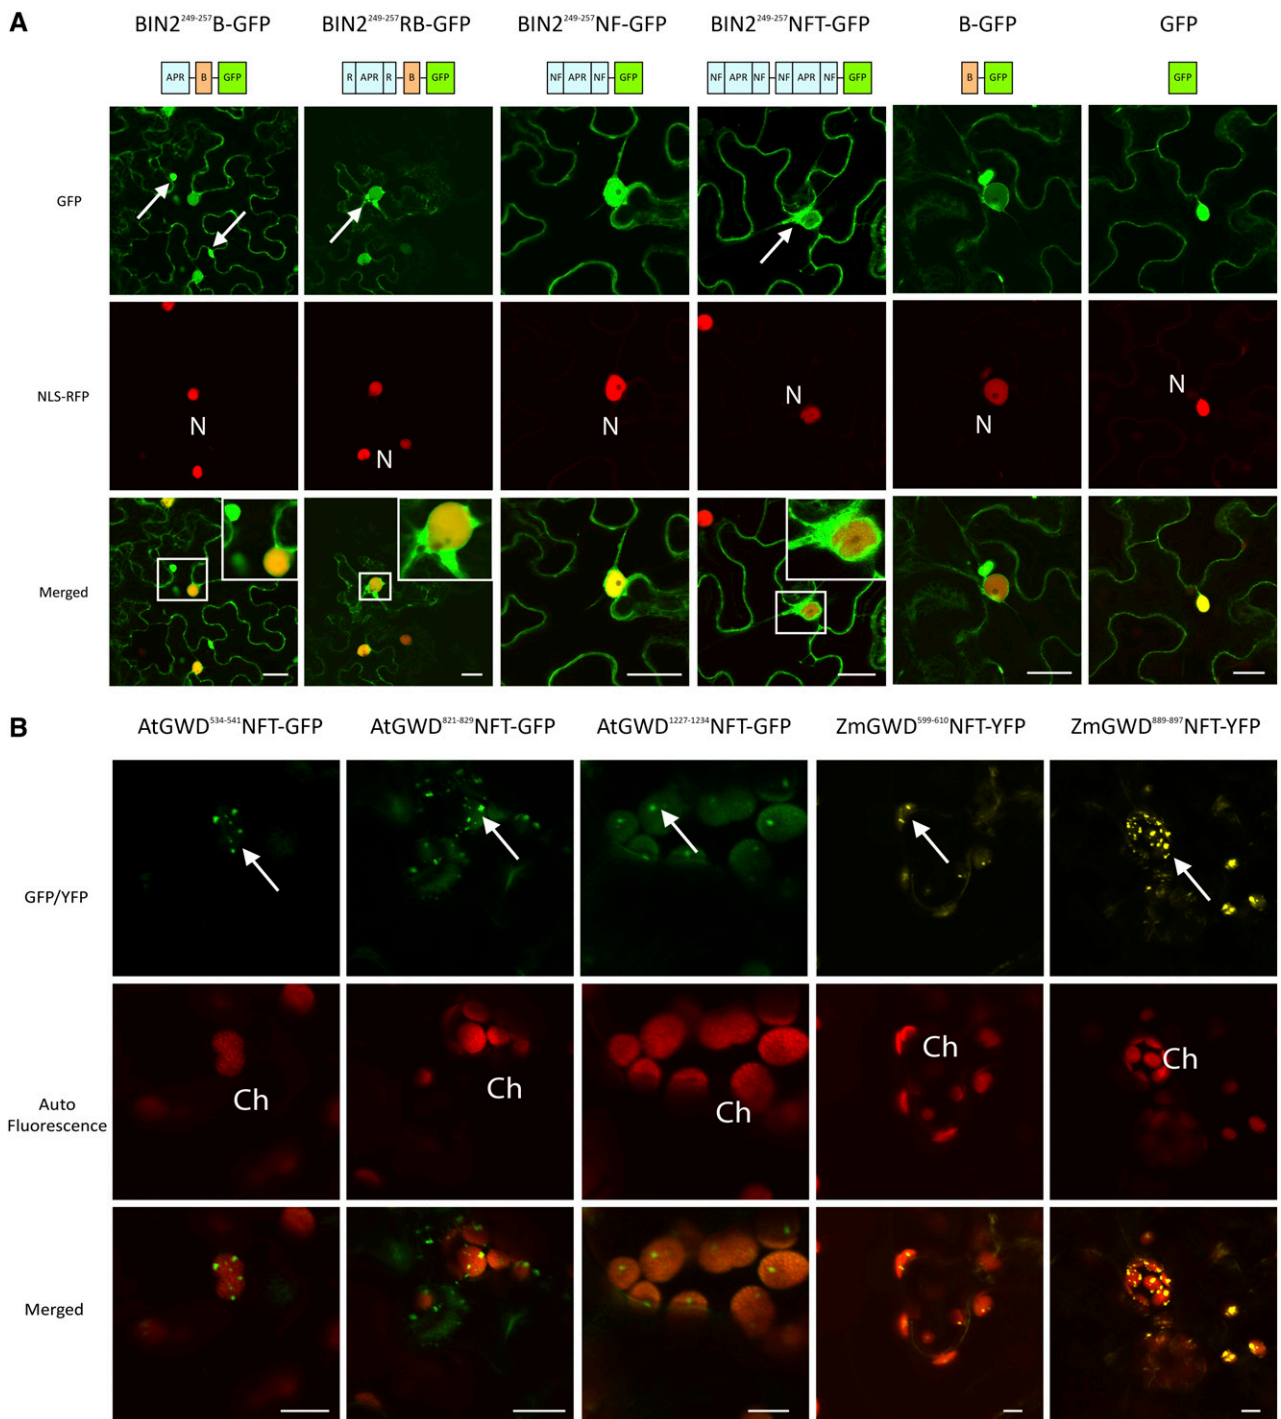 A
BIN2²⁴⁹⁻²⁵⁷B-GFP BIN2²⁴⁹⁻²⁵⁷RB-GFP BIN2²⁴⁹⁻²⁵⁷NF-GFP BIN2²⁴⁹⁻²⁵⁷NFT-GFP B-GFP GFP
APR B GFP R APR R B GFP NF APR NF GFP NF APR NF NF APR NF GFP B GFP GFP
GFP
NLS-RFP
N N N N N N
Merged
B
AtGWD⁵³⁴⁻⁵⁴¹NFT-GFP AtGWD⁸²¹⁻⁸²⁹NFT-GFP AtGWD¹²²⁷⁻¹²³⁴NFT-GFP ZmGWD⁵⁹⁹⁻⁶¹⁰NFT-YFP ZmGWD⁸⁸⁹⁻⁸⁹⁷NFT-YFP
GFP/YFP
Auto
Fluorescence
Ch Ch Ch Ch Ch
Merged